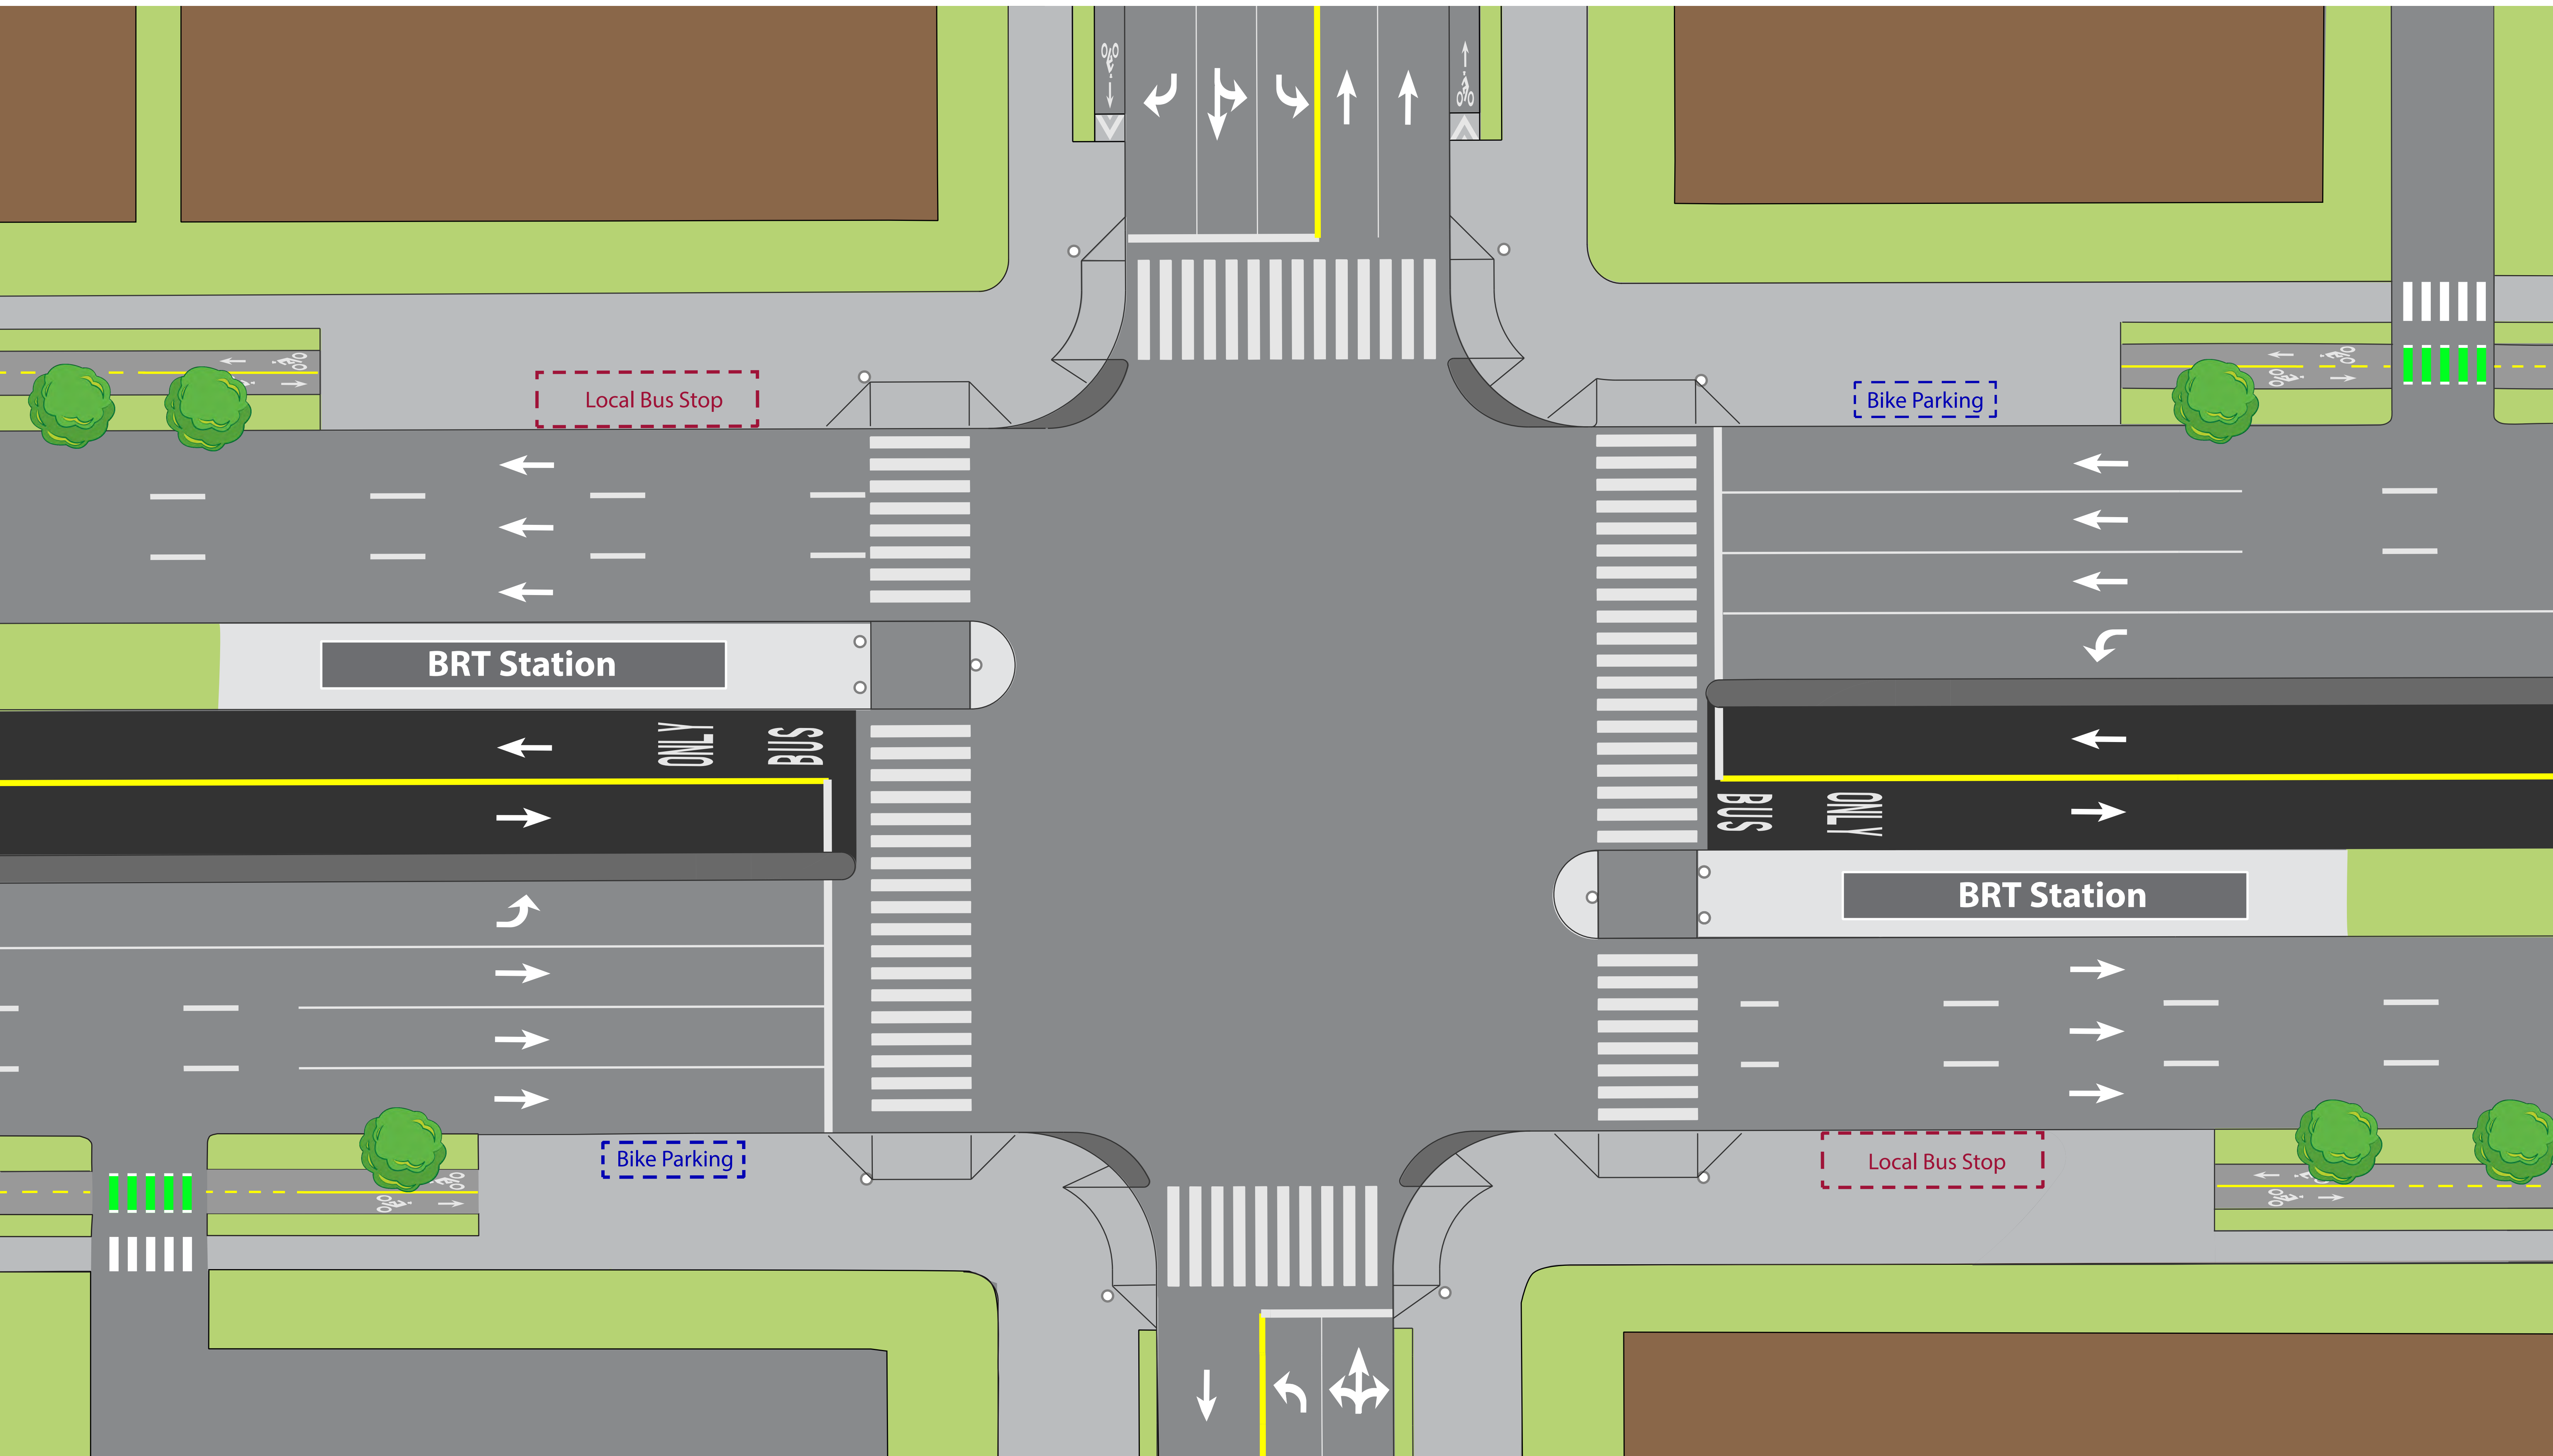 Local Bus Stop
Bike Parking
BRT Station
ONLY
BUS
BUS
ONLY
BRT Station
Bike Parking
Local Bus Stop